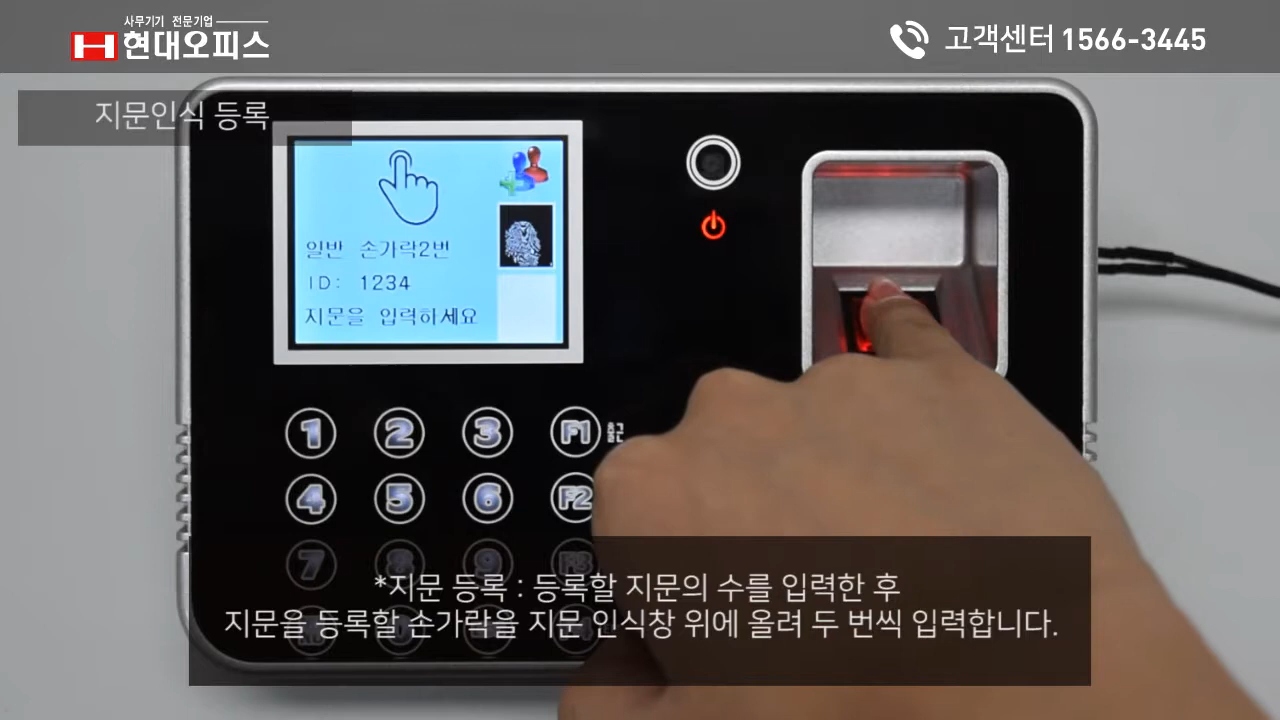 사무기기 전문기업
현대오피스
고객센터 1566-3445
지문인식 등록
일반 손가락2번
ID: 1234
지문을 입력하세요
1 2 3 F1
4 5 6 F2
7 8 9 F3
*지문 등록 : 등록할 지문의 수를 입력한 후
지문을 등록할 손가락을 지문 인식창 위에 올려 두 번씩 입력합니다.